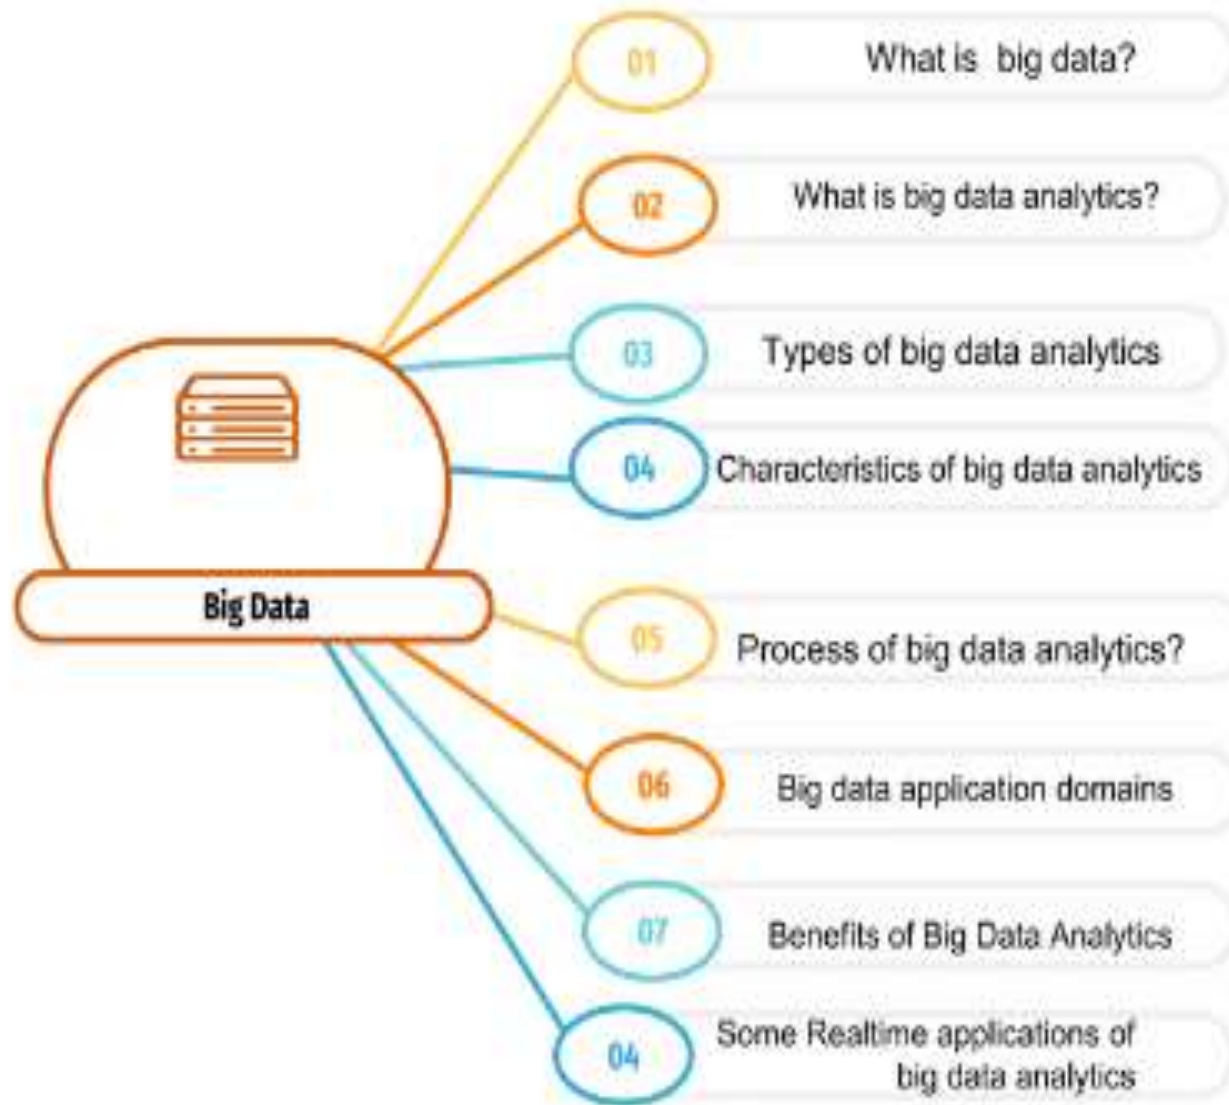 01 What is big data?
02 What is big data analytics?
03 Types of big data analytics
04 Characteristics of big data analytics
Big Data
05 Process of big data analytics?
06 Big data application domains
07 Benefits of Big Data Analytics
04 Some Realtime applications of
big data analytics